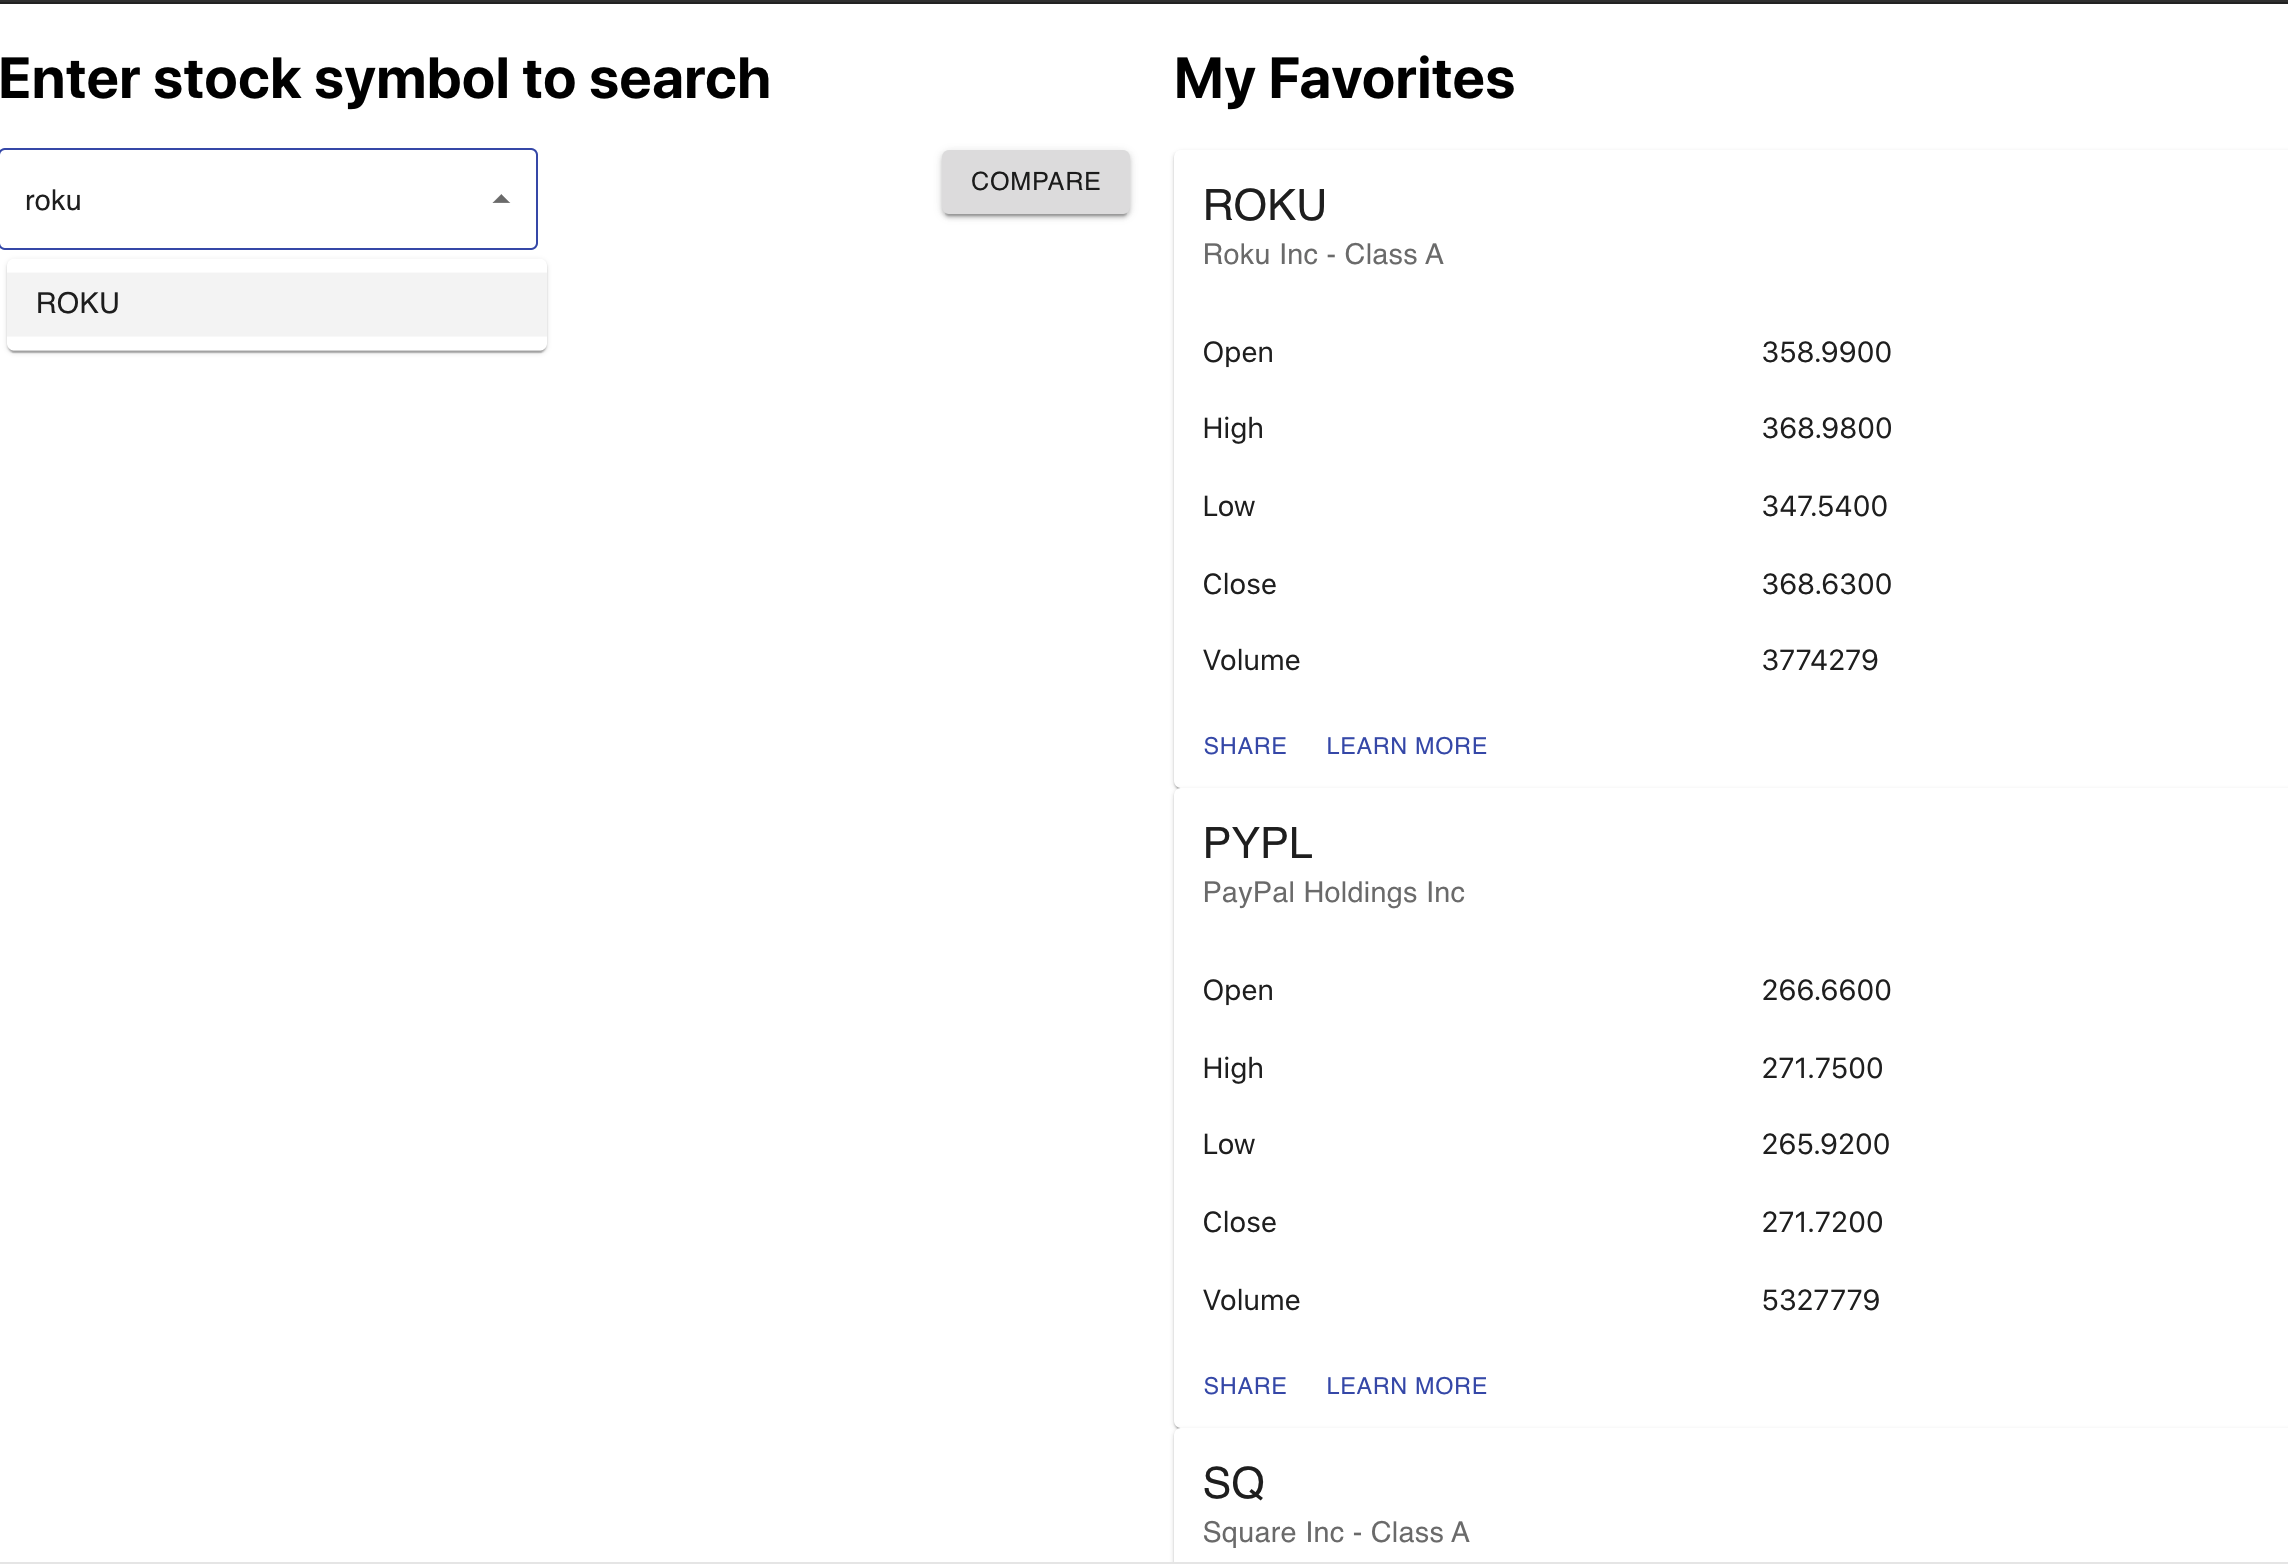 Enter stock symbol to search
roku
COMPARE
ROKU
My Favorites
ROKU
Roku Inc - Class A
Open 358.9900
High 368.9800
Low 347.5400
Close 368.6300
Volume 3774279
SHARE LEARN MORE
PYPL
PayPal Holdings Inc
Open 266.6600
High 271.7500
Low 265.9200
Close 271.7200
Volume 5327779
SHARE LEARN MORE
SQ
Square Inc - Class A